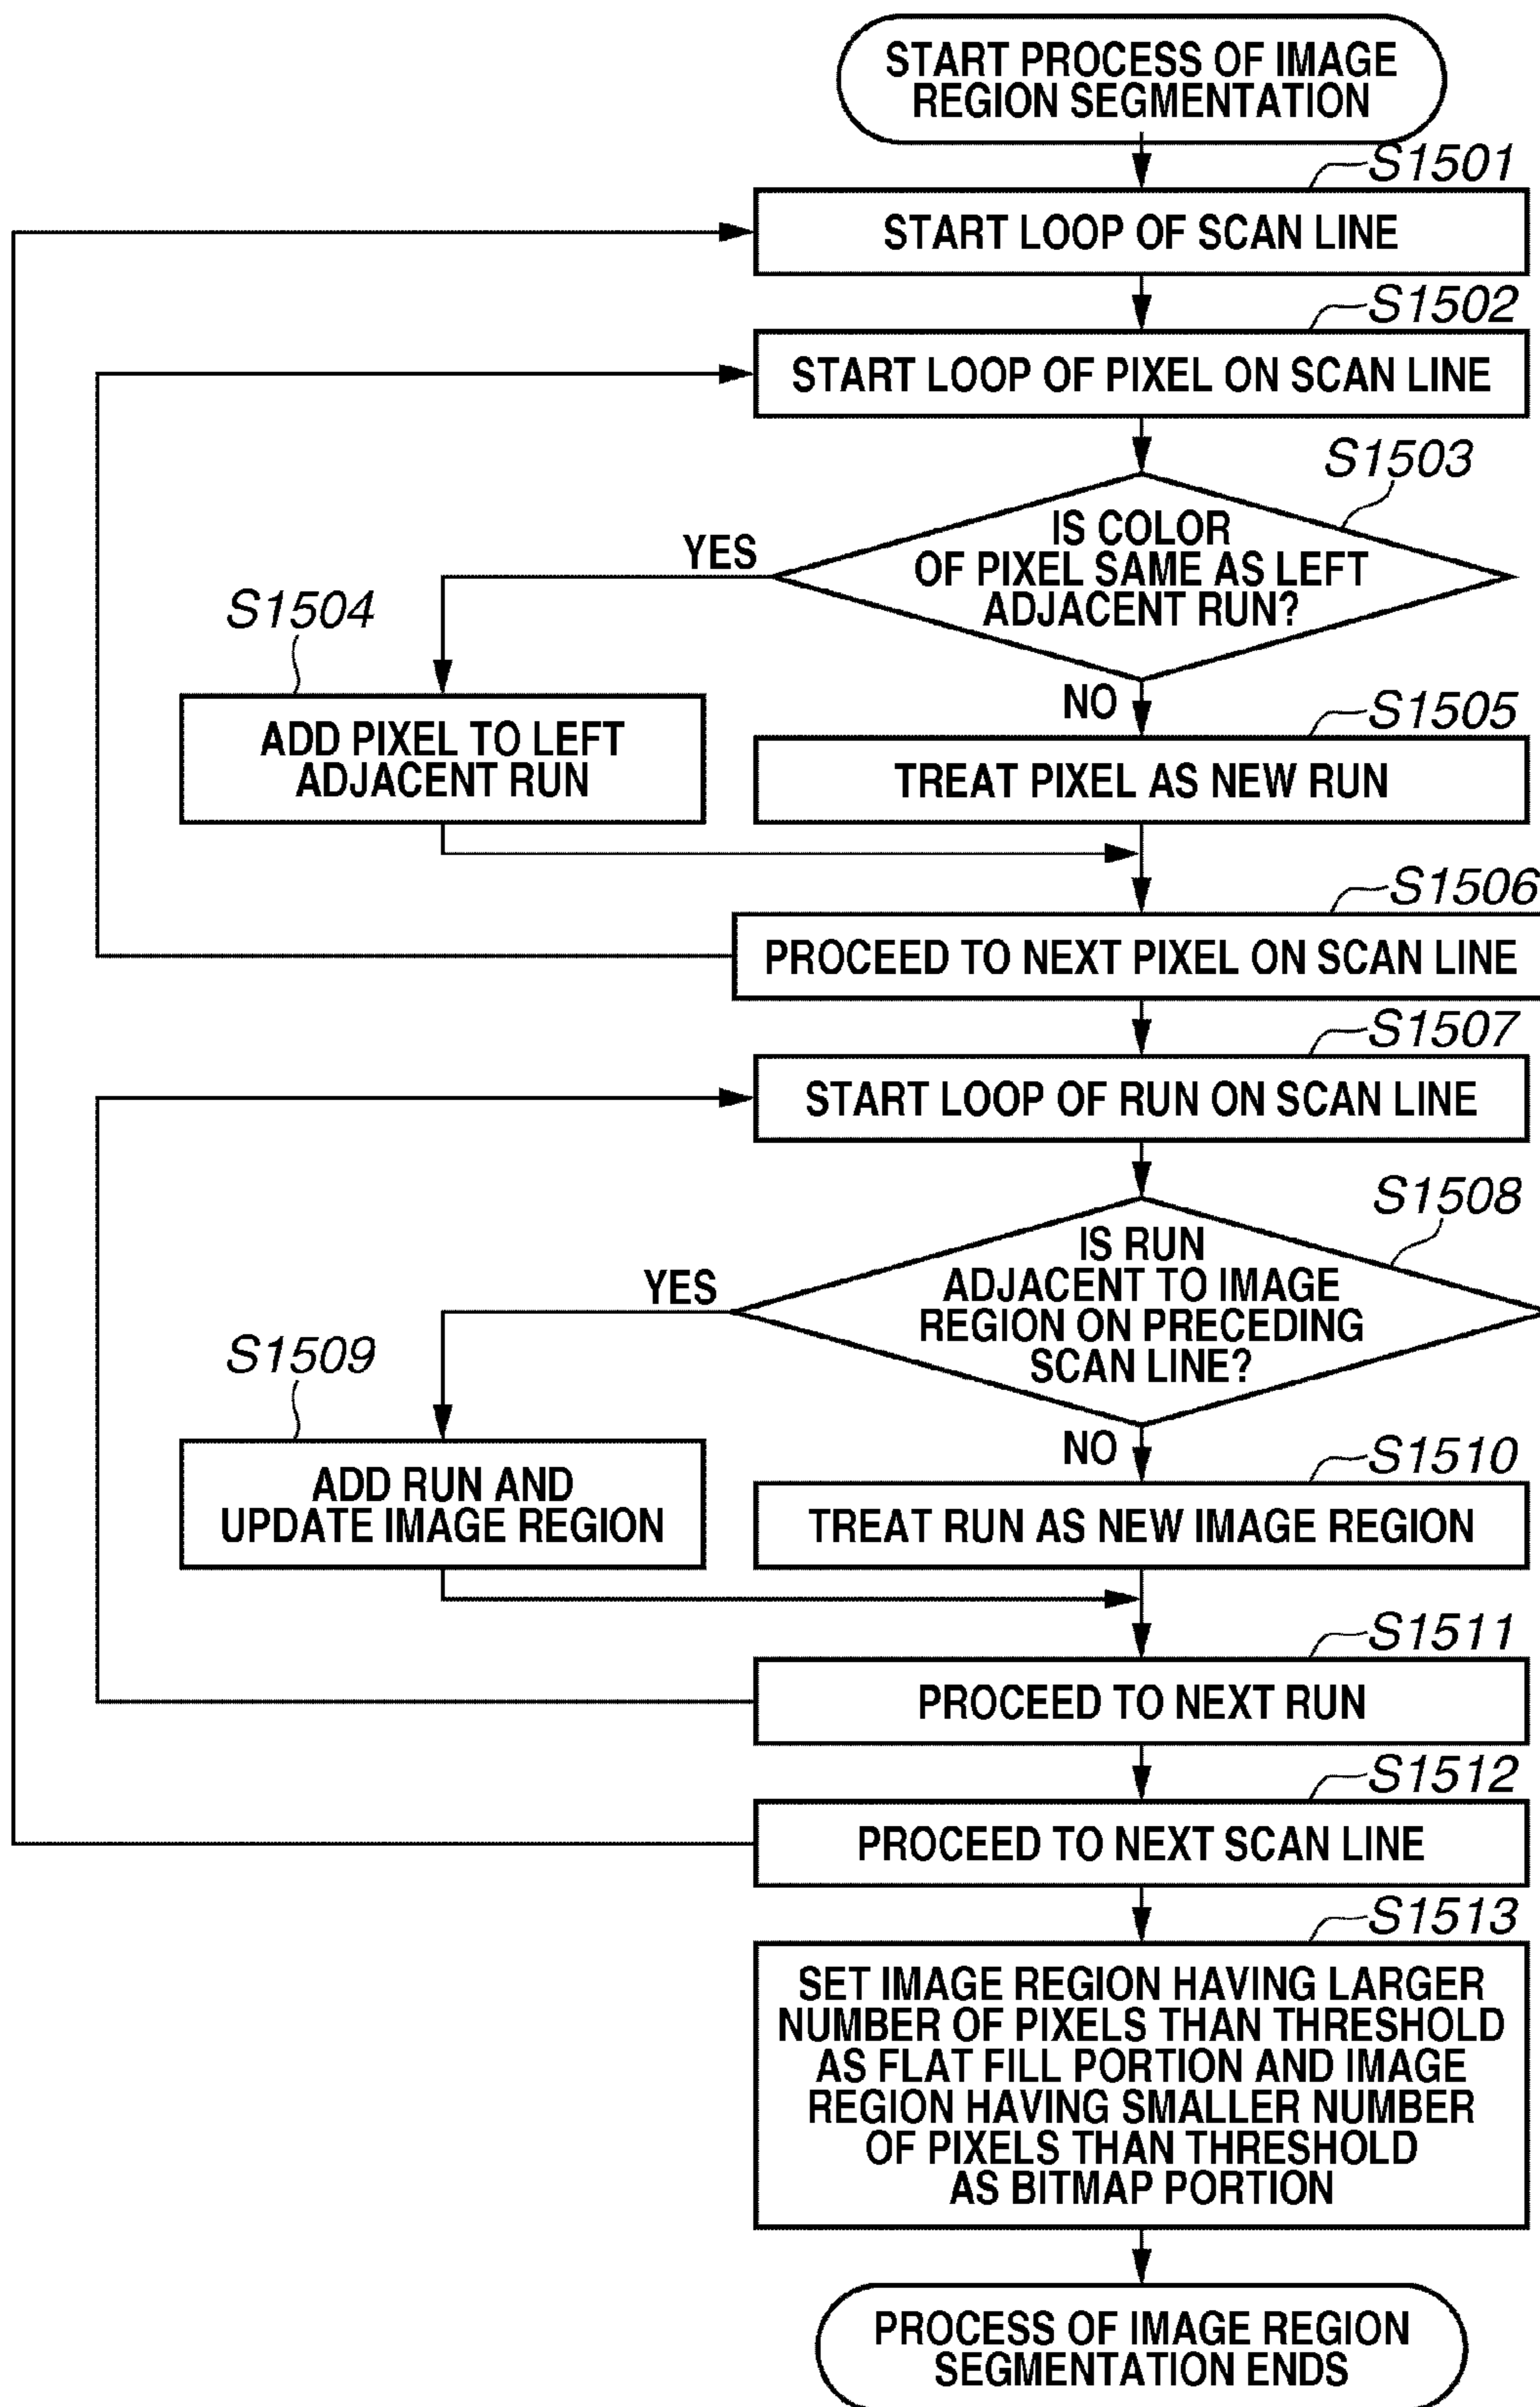 START PROCESS OF IMAGE
REGION SEGMENTATION
S1501
START LOOP OF SCAN LINE
S1502
START LOOP OF PIXEL ON SCAN LINE
S1503
IS COLOR
OF PIXEL SAME AS LEFT
ADJACENT RUN?
YES
S1504
ADD PIXEL TO LEFT
ADJACENT RUN
NO
S1505
TREAT PIXEL AS NEW RUN
S1506
PROCEED TO NEXT PIXEL ON SCAN LINE
S1507
START LOOP OF RUN ON SCAN LINE
S1508
IS RUN
ADJACENT TO IMAGE
REGION ON PRECEDING
SCAN LINE?
YES
S1509
ADD RUN AND
UPDATE IMAGE REGION
NO
S1510
TREAT RUN AS NEW IMAGE REGION
S1511
PROCEED TO NEXT RUN
S1512
PROCEED TO NEXT SCAN LINE
S1513
SET IMAGE REGION HAVING LARGER
NUMBER OF PIXELS THAN THRESHOLD
AS FLAT FILL PORTION AND IMAGE
REGION HAVING SMALLER NUMBER
OF PIXELS THAN THRESHOLD
AS BITMAP PORTION
PROCESS OF IMAGE REGION
SEGMENTATION ENDS